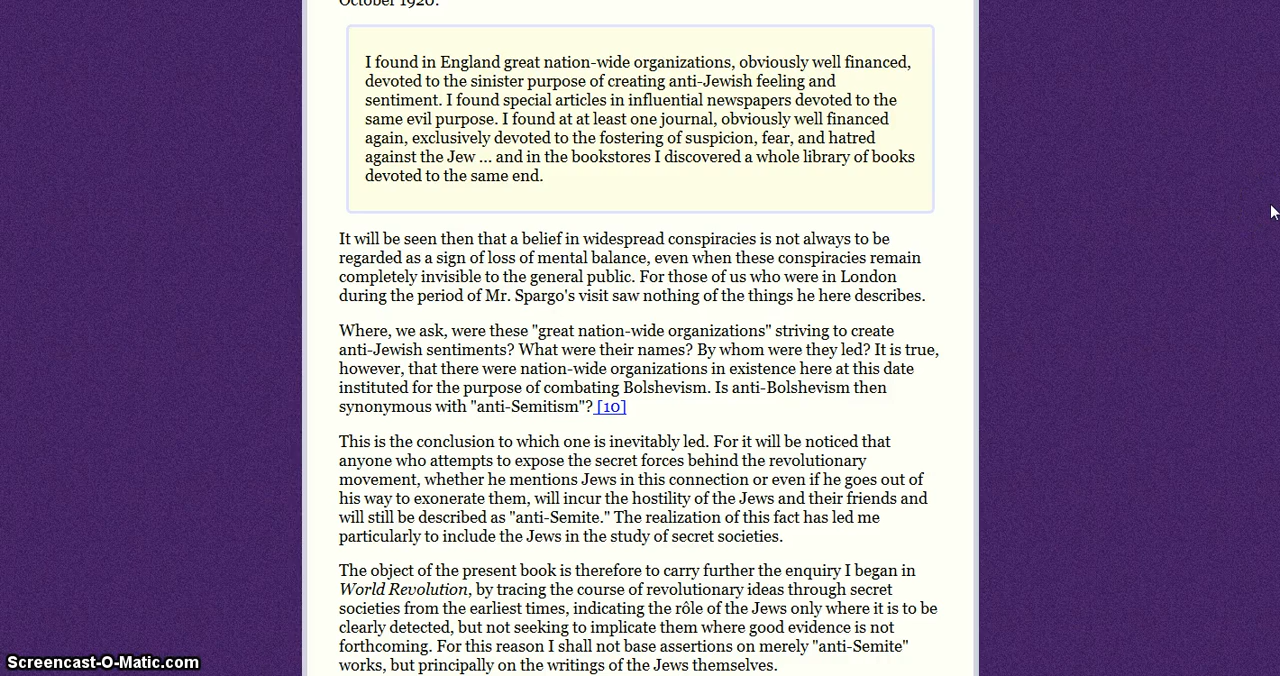 October 1920:
I found in England great nation-wide organizations, obviously well financed,
devoted to the sinister purpose of creating anti-Jewish feeling and
sentiment. I found special articles in influential newspapers devoted to the
same evil purpose. I found at at least one journal, obviously well financed
again, exclusively devoted to the fostering of suspicion, fear, and hatred
against the Jew ... and in the bookstores I discovered a whole library of books
devoted to the same end.
It will be seen then that a belief in widespread conspiracies is not always to be
regarded as a sign of loss of mental balance, even when these conspiracies remain
completely invisible to the general public. For those of us who were in London
during the period of Mr. Spargo's visit saw nothing of the things he here describes.
Where, we ask, were these "great nation-wide organizations" striving to create
anti-Jewish sentiments? What were their names? By whom were they led? It is true,
however, that there were nation-wide organizations in existence here at this date
instituted for the purpose of combating Bolshevism. Is anti-Bolshevism then
synonymous with "anti-Semitism"? [10]
This is the conclusion to which one is inevitably led. For it will be noticed that
anyone who attempts to expose the secret forces behind the revolutionary
movement, whether he mentions Jews in this connection or even if he goes out of
his way to exonerate them, will incur the hostility of the Jews and their friends and
will still be described as "anti-Semite." The realization of this fact has led me
particularly to include the Jews in the study of secret societies.
The object of the present book is therefore to carry further the enquiry I began in
World Revolution, by tracing the course of revolutionary ideas through secret
societies from the earliest times, indicating the rôle of the Jews only where it is to be
clearly detected, but not seeking to implicate them where good evidence is not
forthcoming. For this reason I shall not base assertions on merely "anti-Semite"
works, but principally on the writings of the Jews themselves.
Screencast-O-Matic.com